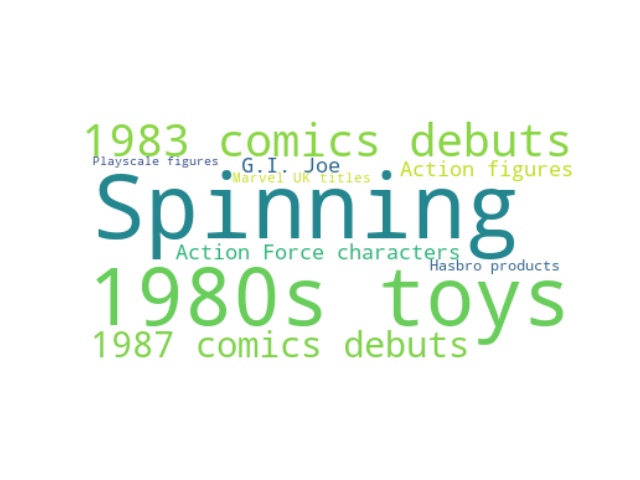 1983 comics debuts
Playscale figures
G.I. Joe
Action figures
Marvel UK titles
Spinning
Action Force characters
Hasbro products
1980s toys
1987 comics debuts